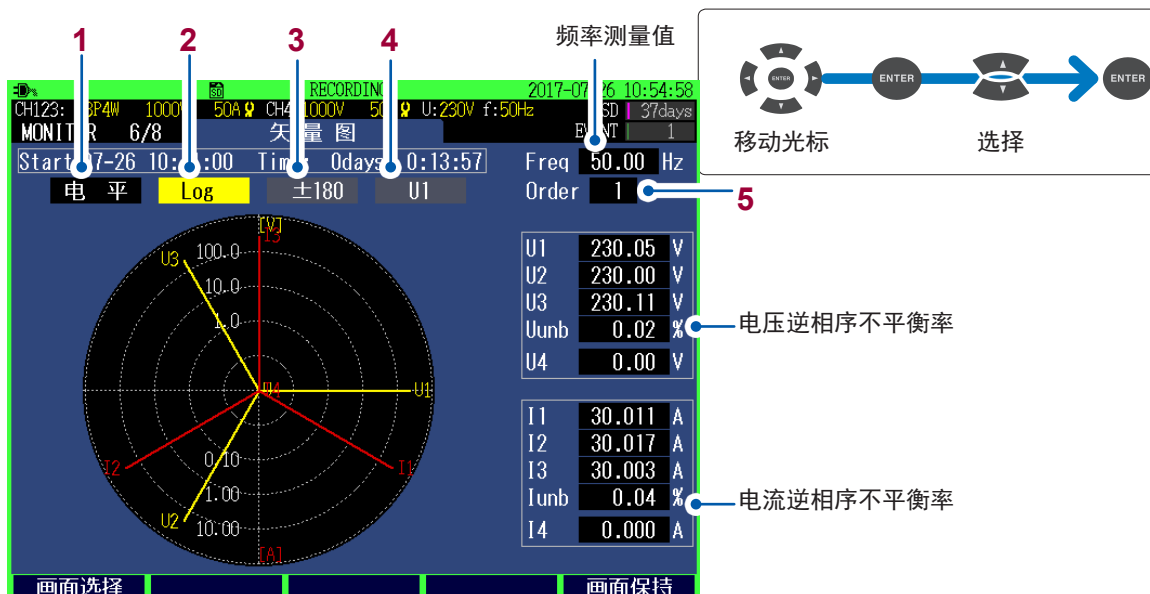 1
2
3
4
频率测量值
ENTER
ENTER
ENTER
移动光标
选择
SD
RECORDING
2017-07-26 10:54:58
CH123: 3P4W 1000V 50A
CH4 1000V 50
U:230V f:50Hz
SD 37days
MONITOR 6/8
矢量图
EVENT 1
Start 07-26 10: :00 Time 0days 0:13:57
Freq 50.00 Hz
电 平
Log
±180
U1
Order 1
5
[V]
I3
U3
100.0
10.0
1.0
U4
U1
I2
0.10
I1
1.00
U2
10.00
[A]
U1 230.05 V
U2 230.00 V
U3 230.11 V
Uunb 0.02 %
电压逆相序不平衡率
U4 0.00 V
I1 30.011 A
I2 30.017 A
I3 30.003 A
Iunb 0.04 %
电流逆相序不平衡率
I4 0.000 A
画面选择
画面保持